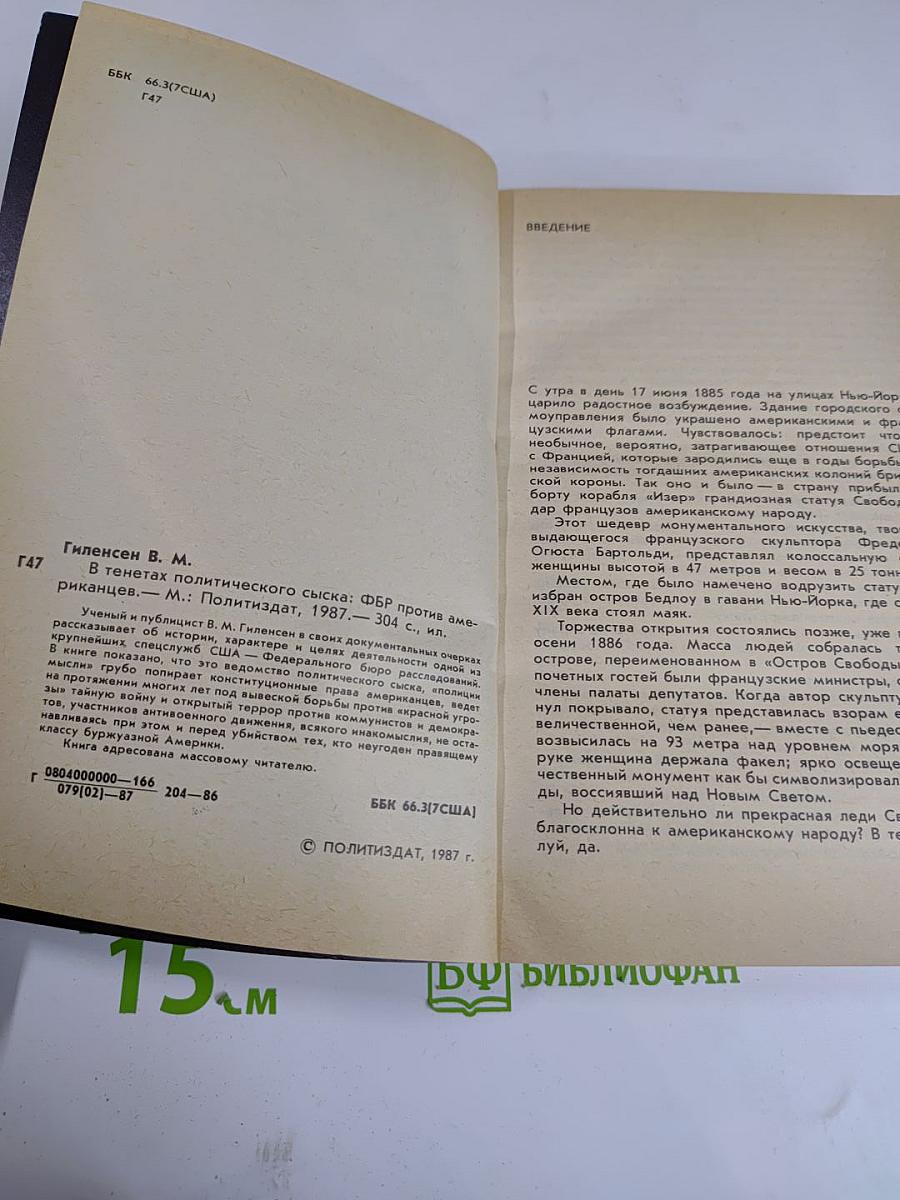 ББК 66.3(7США)
Г47
Гиленсен В. М.
Г47 В тенетах политического сыска: ФБР против аме-
риканцев.— М.: Политиздат, 1987.— 304 с., ил.
Ученый и публицист В. М. Гиленсен в своих документальных очерках
рассказывает об истории, характере и целях деятельности одной из
крупнейших спецслужб США — Федерального бюро расследований.
В книге показано, что это ведомство политического сыска, «полиции
мысли» грубо попирает конституционные права американцев, ведет
на протяжении многих лет под вывеской борьбы против «красной угро-
зы» тайную войну и открытый террор против коммунистов и демокра-
тов, участников антивоенного движения, всякого инакомыслия, не оста-
навливаясь при этом и перед убийством тех, кто неугоден правящему
классу буржуазной Америки.
Книга адресована массовому читателю.
Г 0804000000—166
079(02)—87 204—86
ББК 66.3(7США)
© ПОЛИТИЗДАТ, 1987 г.
ВВЕДЕНИЕ
С утра в день 17 июня 1885 года на улицах Нью-Йор
царило радостное возбуждение. Здание городского с
моуправления было украшено американскими и фра
цузскими флагами. Чувствовалось: предстоит что
необычное, вероятно, затрагивающее отношения С
с Францией, которые зародились еще в годы борьбы
независимость тогдашних американских колоний бри
ской короны. Так оно и было — в страну прибыл
борту корабля «Изер» грандиозная статуя Свобод
дар французов американскому народу.
Этот шедевр монументального искусства, тво
выдающегося французского скульптора Фреде
Огюста Бартольди, представлял колоссальную
женщины высотой в 47 метров и весом в 25 тонн
Местом, где было намечено водрузить стату
избран остров Бедлоу в гавани Нью-Йорка, где с
XIX века стоял маяк.
Торжества открытия состоялись позже, уже
осени 1886 года. Масса людей собралась т
острове, переименованном в «Остров Свободы
почетных гостей были французские министры, с
члены палаты депутатов. Когда автор скульпту
нул покрывало, статуя представилась взорам е
величественной, чем ранее,— вместе с пьедес
возвысилась на 93 метра над уровнем моря
руке женщина держала факел; ярко освеще
чественный монумент как бы символизировал
ды, воссиявший над Новым Светом.
Но действительно ли прекрасная леди Св
благосклонна к американскому народу? В те
луй, да.
15 см
БФ БИБЛИОФАН